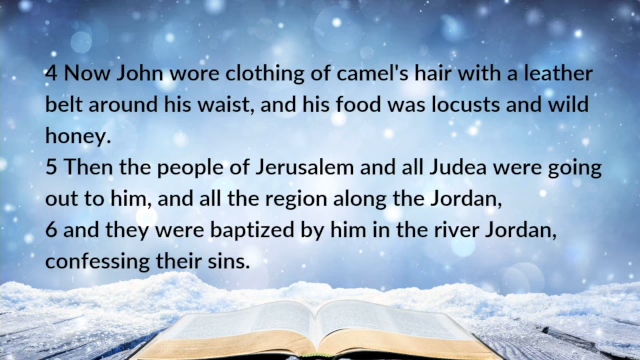 4 Now John wore clothing of camel's hair with a leather
belt around his waist, and his food was locusts and wild
honey.
5 Then the people of Jerusalem and all Judea were going
out to him, and all the region along the Jordan,
6 and they were baptized by him in the river Jordan,
confessing their sins.